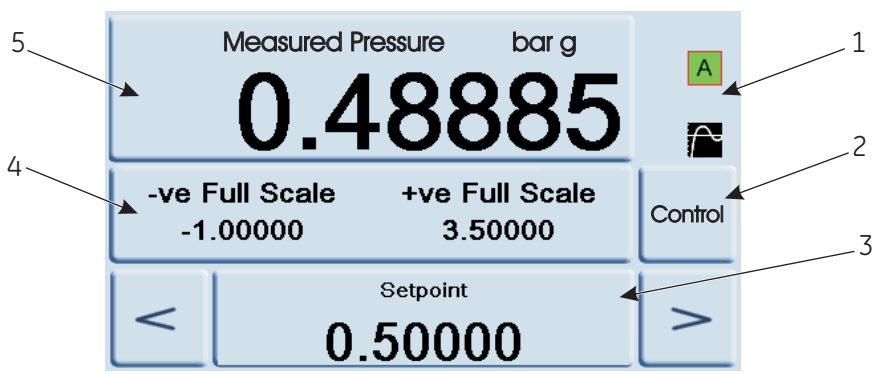 5
Measured Pressure bar g
1
A
0.48885
2
4
-ve Full Scale +ve Full Scale
Control
-1.00000 3.50000
3
Setpoint
< >
0.50000